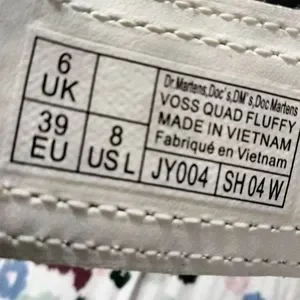 6
UK
39
EU
8
US L
Dr.Martens,Doc's,DM's,Doc Martens
VOSS QUAD FLUFFY
MADE IN VIETNAM
Fabriqué en Vietnam
JY004
SH 04 W